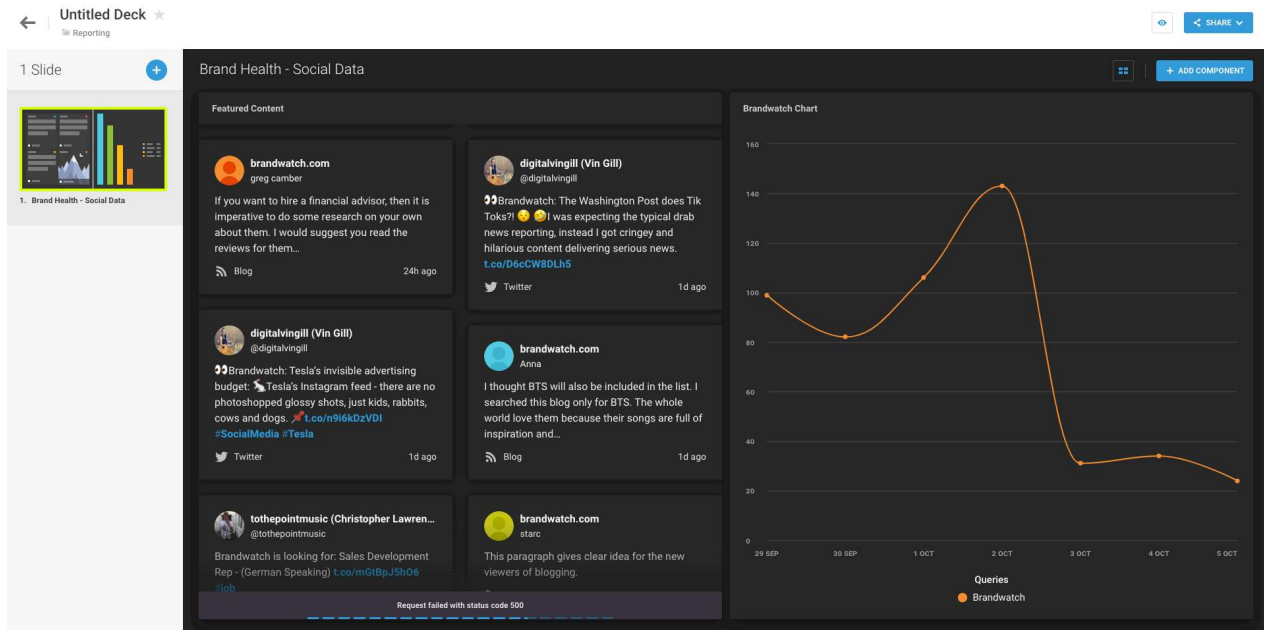 Untitled Deck
Reporting
SHARE
1 Slide
1. Brand Health - Social Data
Brand Health - Social Data
+ ADD COMPONENT
Featured Content
brandwatch.com
greg camber
If you want to hire a financial advisor, then it is
imperative to do some research on your own
about them. I would suggest you read the
reviews for them...
Blog
24h ago
digitalvingill (Vin Gill)
@digitalvingill
👀Brandwatch: Tesla's invisible advertising
budget: 🐇Tesla's Instagram feed - there are no
photoshopped glossy shots, just kids, rabbits,
cows and dogs. 📌t.co/n9i6kDzVDI
#SocialMedia #Tesla
Twitter
1d ago
tothepointmusic (Christopher Lawren...
@tothepointmusic
Brandwatch is looking for: Sales Development
Rep - (German Speaking) t.co/mGtBpJ5hO6
#job
digitalvingill (Vin Gill)
@digitalvingill
👀Brandwatch: The Washington Post does Tik
Toks?! 😯 🤣I was expecting the typical drab
news reporting, instead I got cringey and
hilarious content delivering serious news.
t.co/D6cCW8DLh5
Twitter
1d ago
brandwatch.com
Anna
I thought BTS will also be included in the list. I
searched this blog only for BTS. The whole
world love them because their songs are full of
inspiration and...
Blog
1d ago
brandwatch.com
starc
This paragraph gives clear idea for the new
viewers of blogging.
Request failed with status code 500
Brandwatch Chart
160
140
120
100
80
60
40
20
0
29 SEP
30 SEP
1 OCT
2 OCT
3 OCT
4 OCT
5 OCT
Queries
Brandwatch